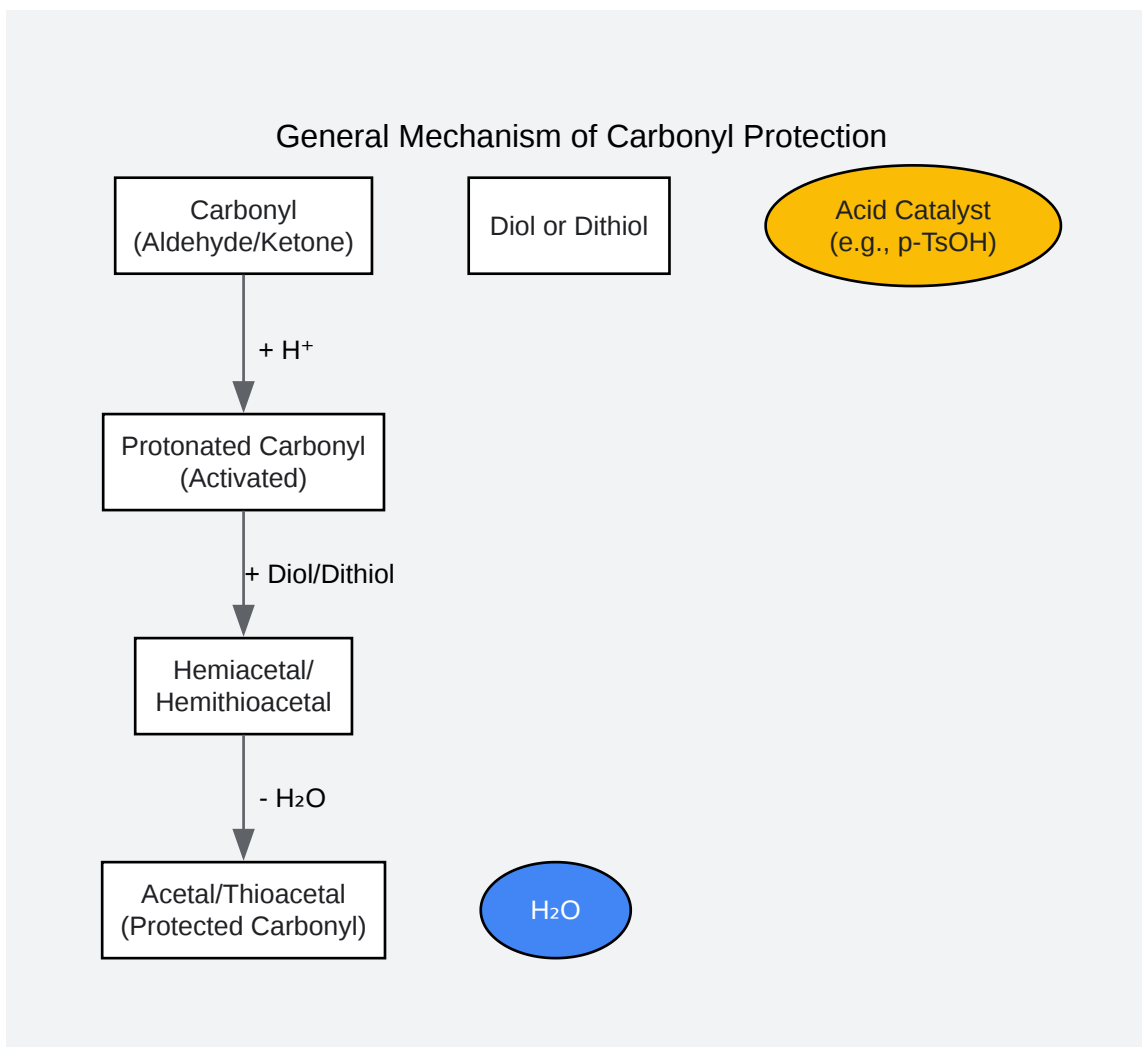 General Mechanism of Carbonyl Protection
Carbonyl
(Aldehyde/Ketone)
Diol or Dithiol
Acid Catalyst
(e.g., p-TsOH)
+ H⁺
Protonated Carbonyl
(Activated)
+ Diol/Dithiol
Hemiacetal/
Hemithioacetal
- H₂O
Acetal/Thioacetal
(Protected Carbonyl)
H₂O